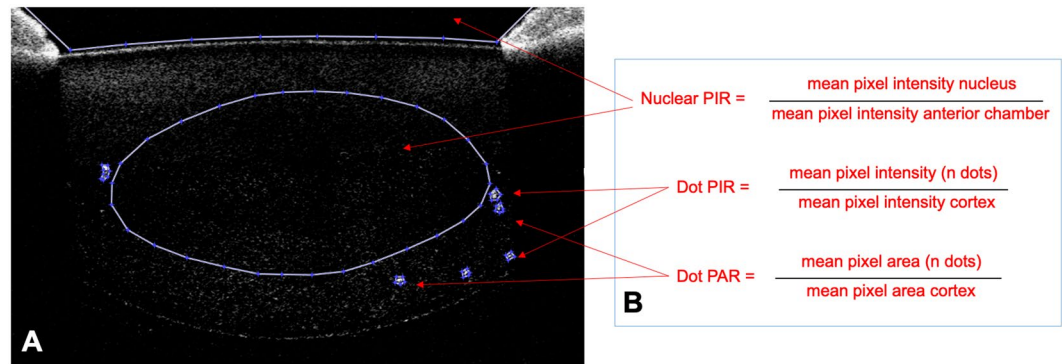 A
Nuclear PIR =
mean pixel intensity nucleus
mean pixel intensity anterior chamber
Dot PIR =
mean pixel intensity (n dots)
mean pixel intensity cortex
Dot PAR =
mean pixel area (n dots)
mean pixel area cortex
B